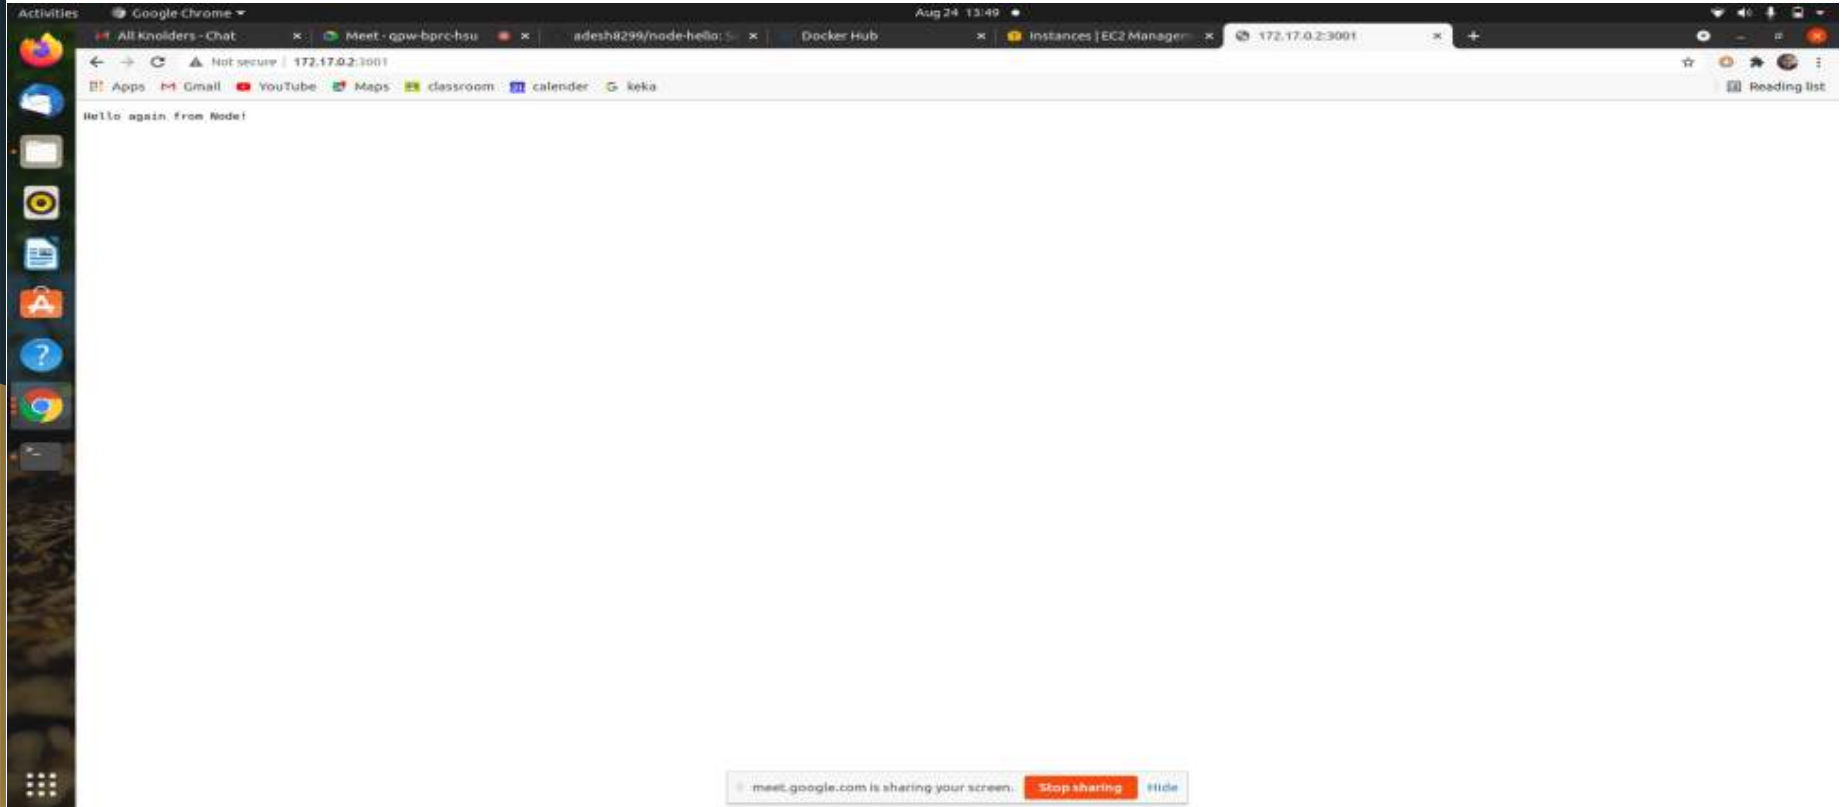 Activities Google Chrome Aug 24 13:49
All Knolders - Chat Meet - qpw-bprc-hsu adesh8299/node-hello: Docker Hub Instances | EC2 Manager 172.17.0.2:3001
Not secure 172.17.0.2:3001
Apps Gmail YouTube Maps classroom calender keka Reading list
Hello again from Node!
meet.google.com is sharing your screen. Stop sharing Hide